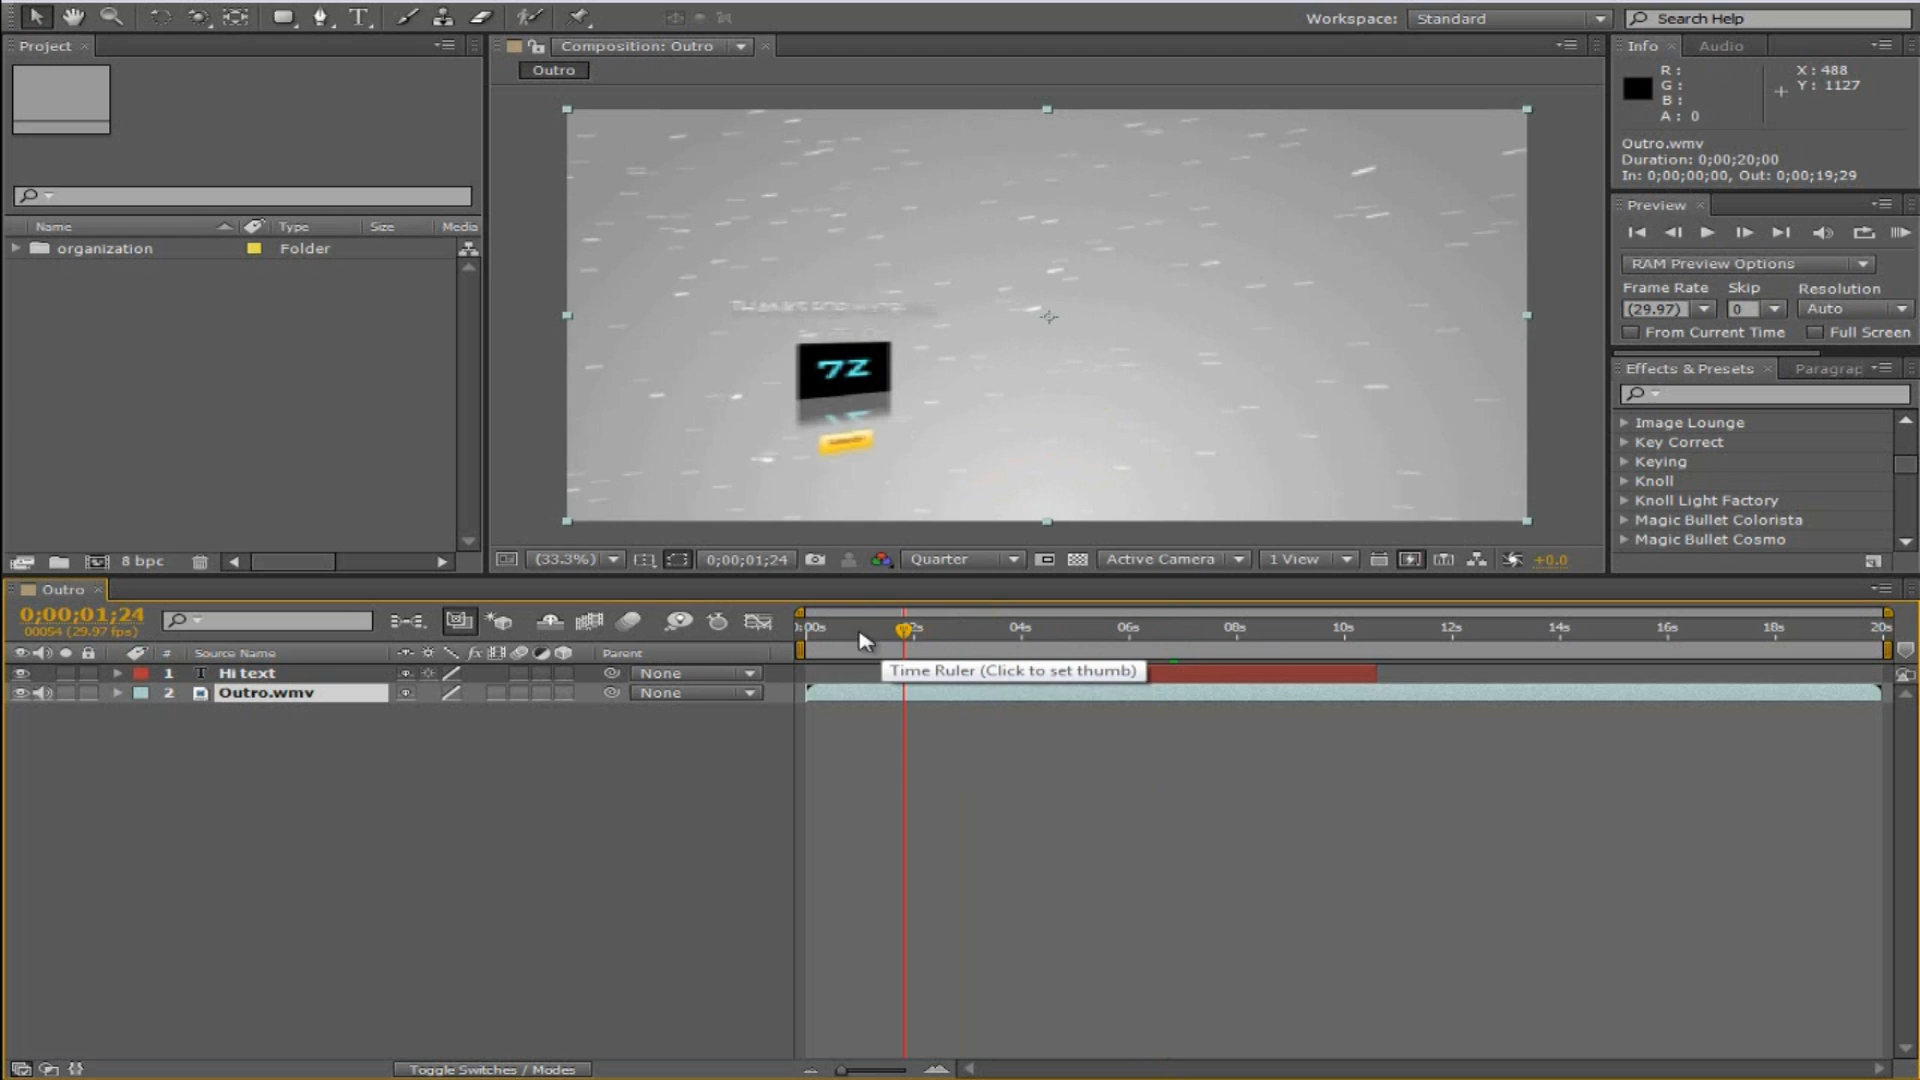 Workspace: Standard
Search Help
Project
Composition: Outro
Info
Audio
Outro
R:
G:
B:
A: 0
X: 488
Y: 1127
Outro.wmv
Duration: 0;00;20;00
In: 0;00;00;00, Out: 0;00;19;29
Preview
Name
Type
Size
Media
organization
Folder
RAM Preview Options
Frame Rate
Skip
Resolution
(29.97)
0
Auto
From Current Time
Full Screen
7Z
Effects & Presets
Paragrap
Image Lounge
Key Correct
Keying
Knoll
Knoll Light Factory
Magic Bullet Colorista
Magic Bullet Cosmo
8 bpc
(33.3%)
0;00;01;24
Quarter
Active Camera
1 View
+0.0
Outro
0;00;01;24
00054 (29.97 fps)
:00s
2s
04s
06s
08s
10s
12s
14s
16s
18s
20s
#
Source Name
fx
Parent
1
T
Hi text
None
Time Ruler (Click to set thumb)
2
Outro.wmv
None
Toggle Switches / Modes